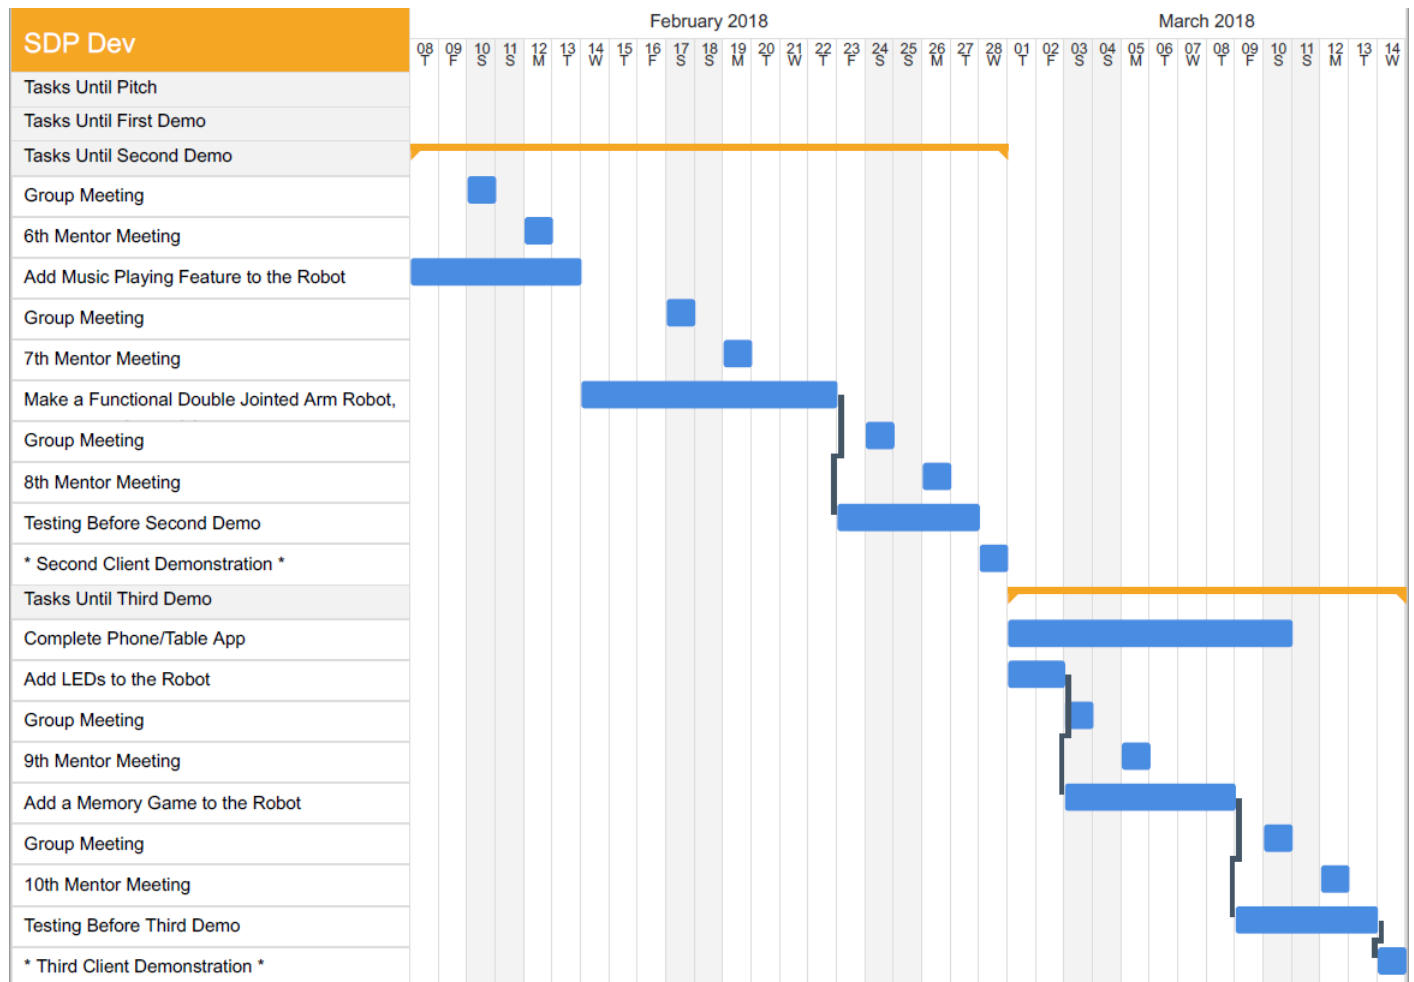 February 2018 March 2018
SDP Dev
08 09 10 11 12 13 14 15 16 17 18 19 20 21 22 23 24 25 26 27 28 01 02 03 04 05 06 07 08 09 10 11 12 13 14
T F S S M T W T F S S M T W T F S S M T W T F S S M T W T F S S M T W
Tasks Until Pitch
Tasks Until First Demo
Tasks Until Second Demo
Group Meeting
6th Mentor Meeting
Add Music Playing Feature to the Robot
Group Meeting
7th Mentor Meeting
Make a Functional Double Jointed Arm Robot,
Group Meeting
8th Mentor Meeting
Testing Before Second Demo
* Second Client Demonstration *
Tasks Until Third Demo
Complete Phone/Table App
Add LEDs to the Robot
Group Meeting
9th Mentor Meeting
Add a Memory Game to the Robot
Group Meeting
10th Mentor Meeting
Testing Before Third Demo
* Third Client Demonstration *